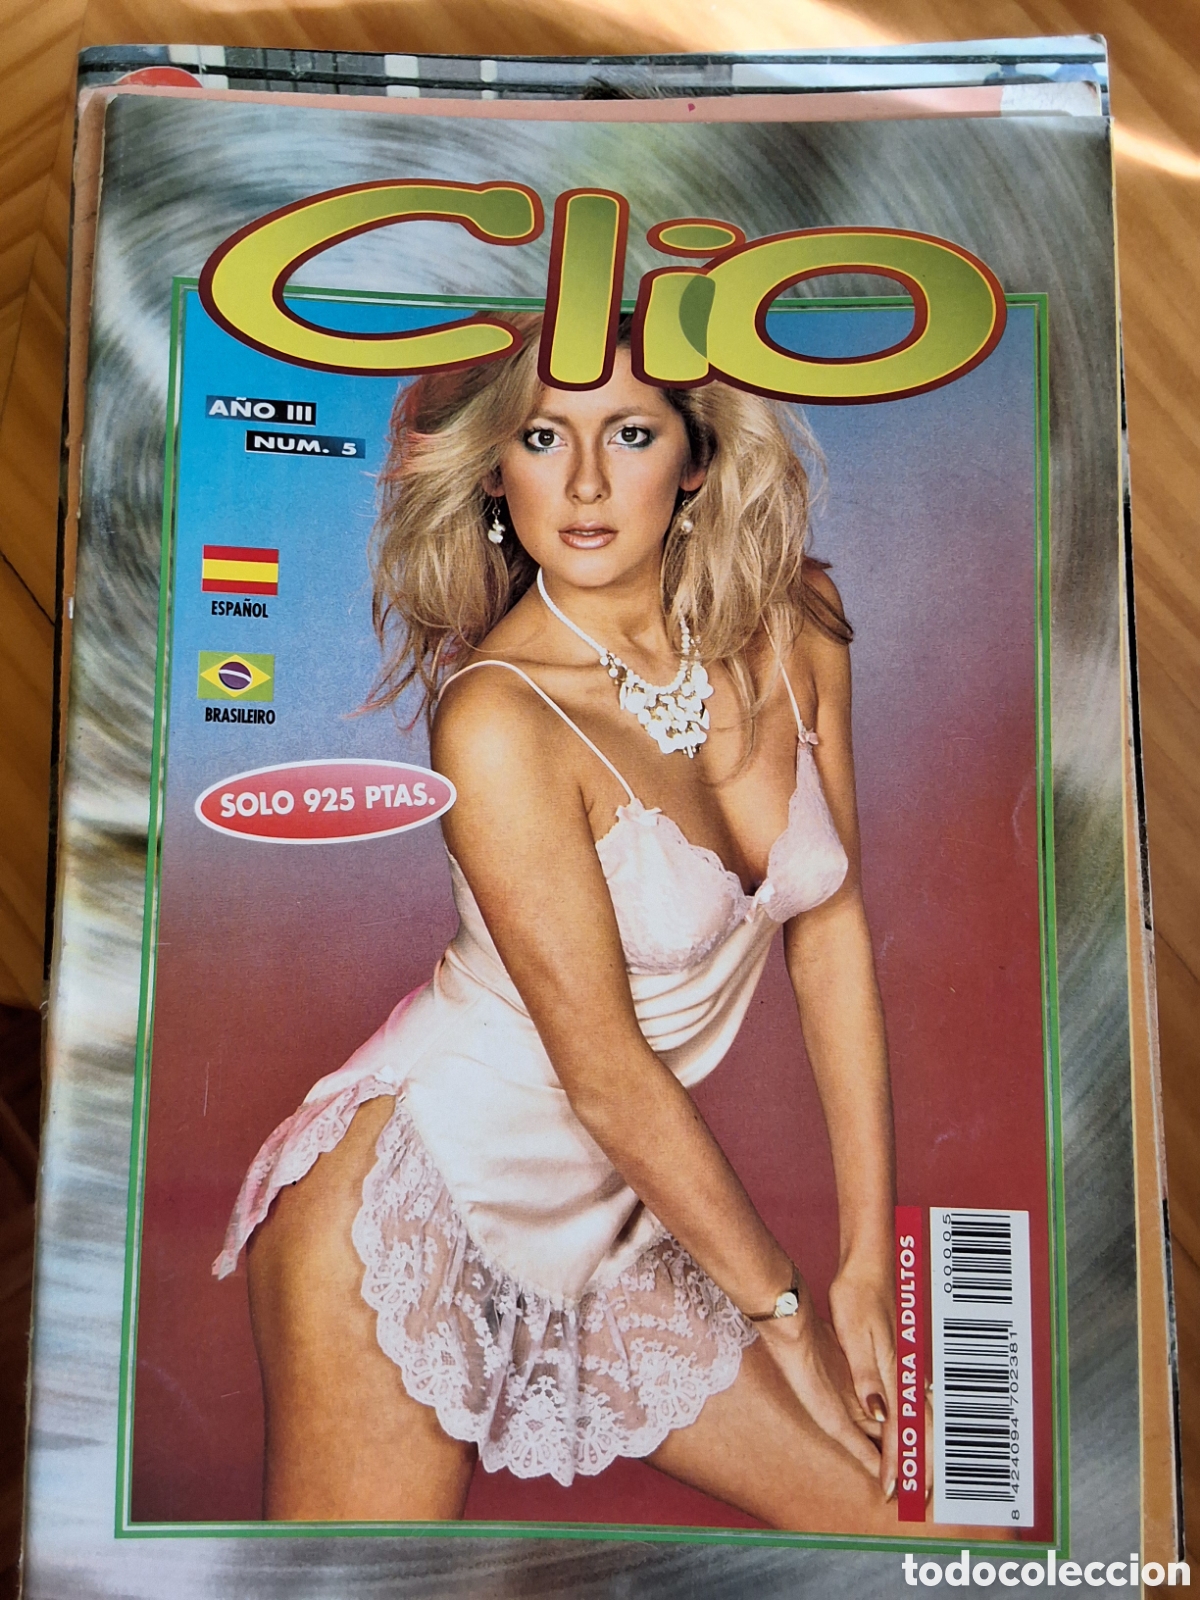 Clio
AÑO III
NUM. 5
ESPAÑOL
BRASILEIRO
SOLO 925 PTAS.
SOLO PARA ADULTOS
00005
8 424094 702381
todocoleccion